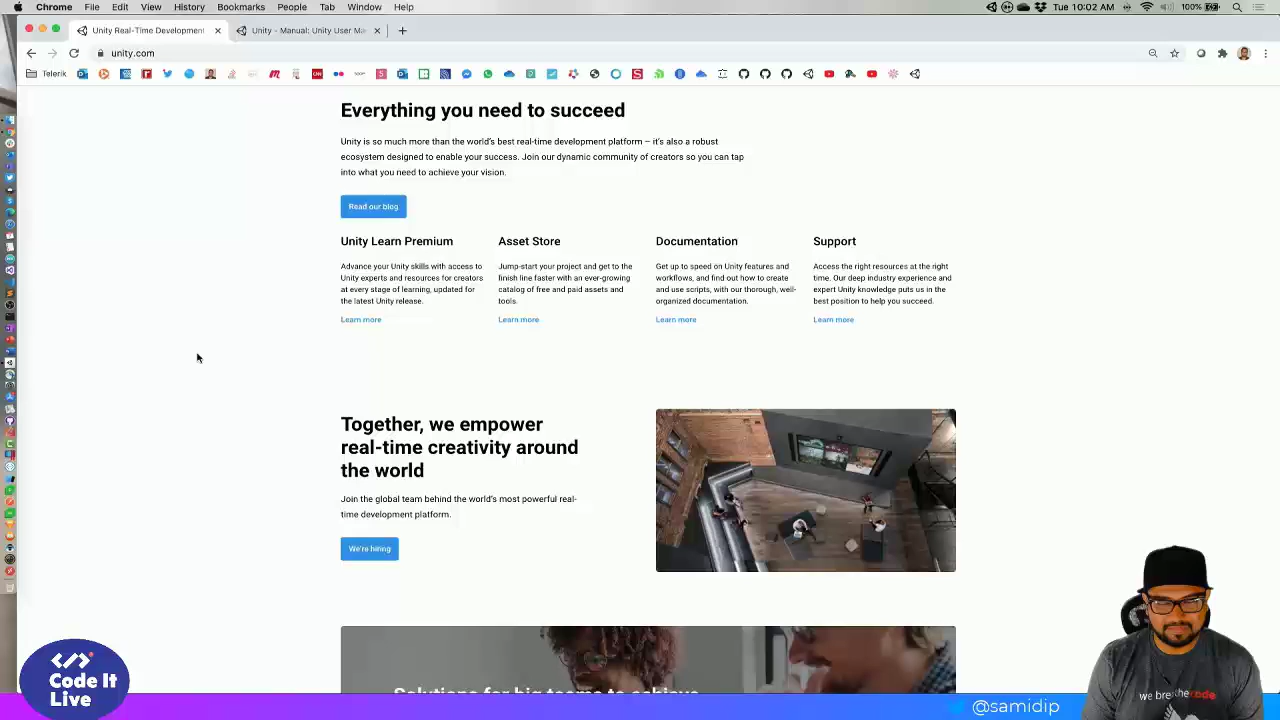 Chrome File Edit View History Bookmarks People Tab Window Help
100%
Tue 10:02 AM
Unity Real-Time Development
Unity - Manual: Unity User Ma
unity.com
Telerik
Everything you need to succeed
Unity is so much more than the world's best real-time development platform – it's also a robust
ecosystem designed to enable your success. Join our dynamic community of creators so you can tap
into what you need to achieve your vision.
Read our blog
Unity Learn Premium
Advance your Unity skills with access to
Unity experts and resources for creators
at every stage of learning, updated for
the latest Unity release.
Learn more
Asset Store
Jump-start your project and get to the
finish line faster with an ever-growing
catalog of free and paid assets and
tools.
Learn more
Documentation
Get up to speed on Unity features and
workflows, and find out how to create
and use scripts, with our thorough, well-
organized documentation.
Learn more
Support
Access the right resources at the right
time. Our deep industry experience and
expert Unity knowledge puts us in the
best position to help you succeed.
Learn more
Together, we empower
real-time creativity around
the world
Join the global team behind the world's most powerful real-
time development platform.
We're hiring
Solutions for big teams to achieve
</>
Code It
Live
we breathe code
@samidip